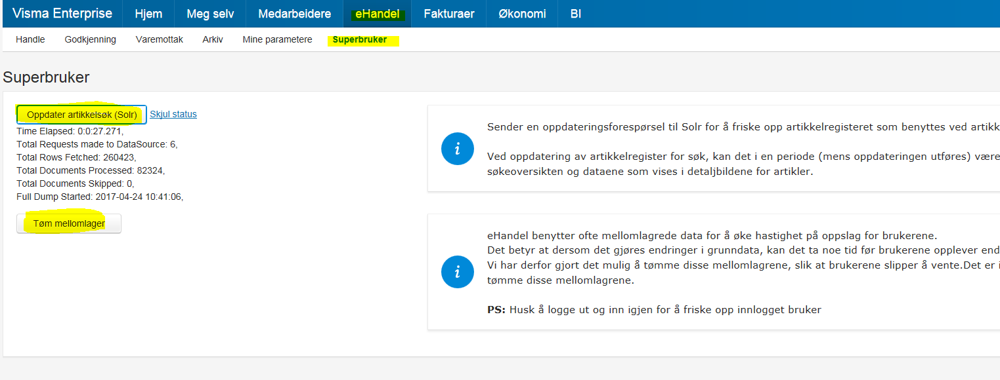 Visma Enterprise Hjem Meg selv Medarbeidere eHandel Fakturaer Økonomi BI
Handle Godkjenning Varemottak Arkiv Mine parametere Superbruker
Superbruker
Oppdater artikkelsøk (Solr) Skjul status
Time Elapsed: 0:0:27.271,
Total Requests made to DataSource: 6,
Total Rows Fetched: 260423,
Total Documents Processed: 82324,
Total Documents Skipped: 0,
Full Dump Started: 2017-04-24 10:41:06,
Tøm mellomlager
Sender en oppdateringsforespørsel til Solr for å friske opp artikkelregisteret som benyttes ved artikk
Ved oppdatering av artikkelregister for søk, kan det i en periode (mens oppdateringen utføres) være
søkeoversikten og dataene som vises i detaljbildene for artikler.
eHandel benytter ofte mellomlagrede data for å øke hastighet på oppslag for brukerene.
Det betyr at dersom det gjøres endringer i grunndata, kan det ta noe tid før brukerene opplever end
Vi har derfor gjort det mulig å tømme disse mellomlagrene, slik at brukerene slipper å vente.Det er i
tømme disse mellomlagrene.
PS: Husk å logge ut og inn igjen for å friske opp innlogget bruker